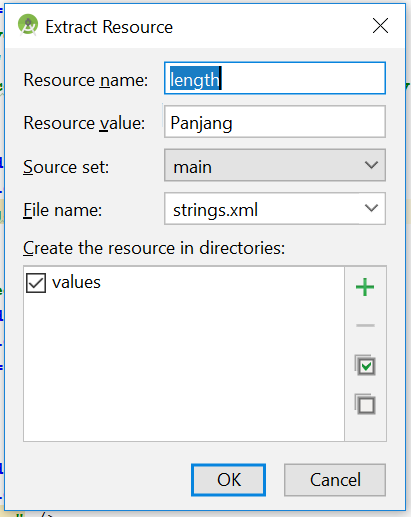 Extract Resource
Resource name: length
Resource value: Panjang
Source set: main
File name: strings.xml
Create the resource in directories:
values
OK Cancel